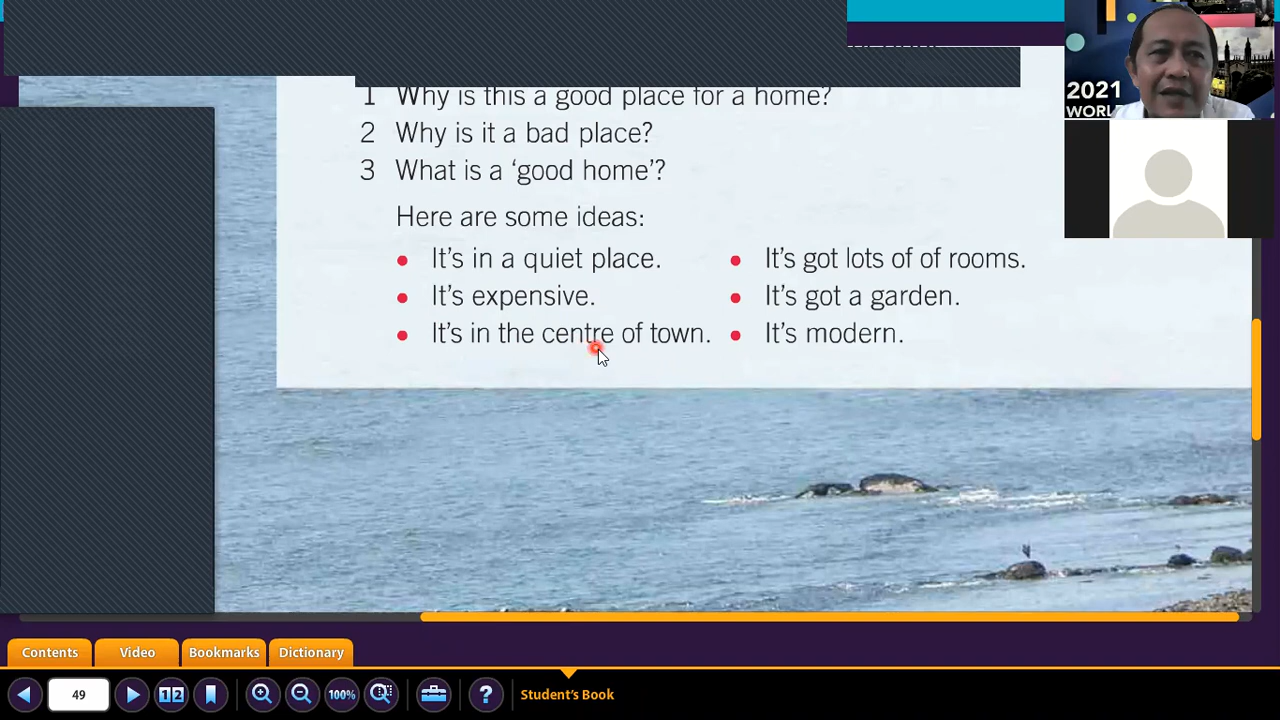 2021
WORL
1 Why is this a good place for a home?
2 Why is it a bad place?
3 What is a ‘good home’?
Here are some ideas:
• It’s in a quiet place.
• It’s expensive.
• It’s in the centre of town.
• It’s got lots of of rooms.
• It’s got a garden.
• It’s modern.
Contents Video Bookmarks Dictionary
49 12 100% ? Student's Book